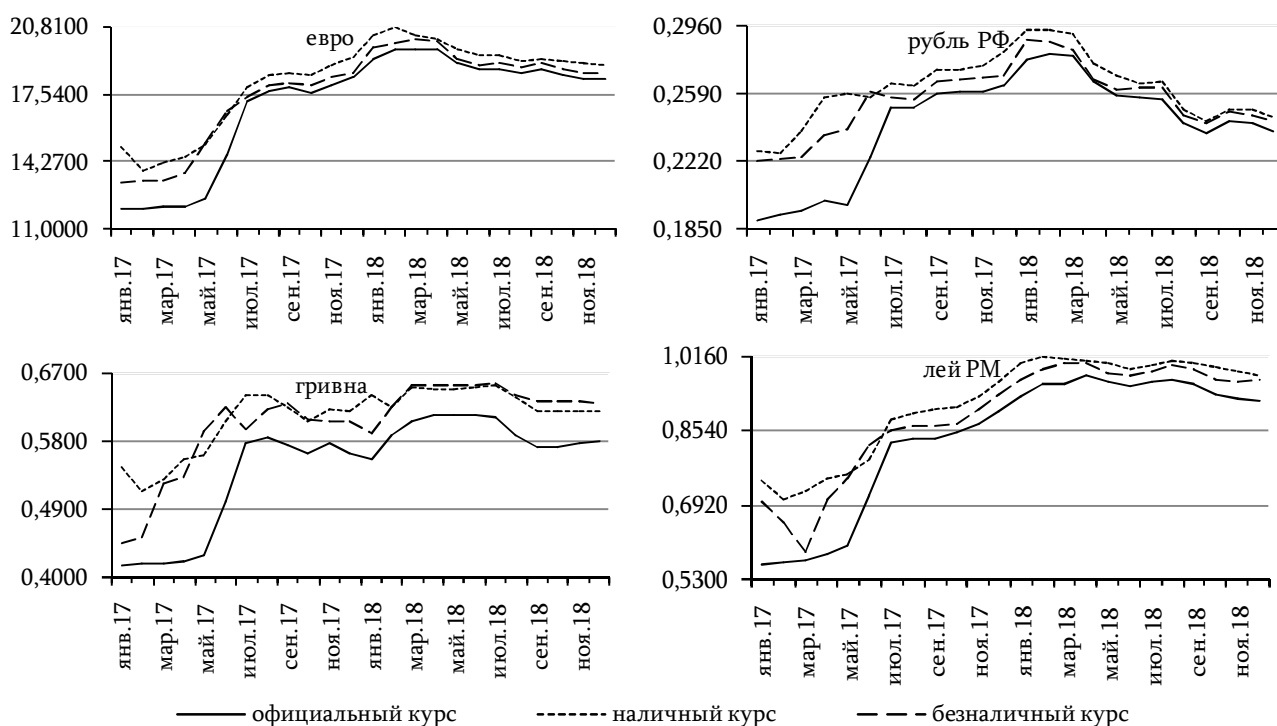 евро
20,8100
17,5400
14,2700
11,0000
янв.17
мар.17
май.17
июл.17
сен.17
ноя.17
янв.18
мар.18
май.18
июл.18
сен.18
ноя.18
рубль РФ
0,2960
0,2590
0,2220
0,1850
янв.17
мар.17
май.17
июл.17
сен.17
ноя.17
янв.18
мар.18
май.18
июл.18
сен.18
ноя.18
гривна
0,6700
0,5800
0,4900
0,4000
янв.17
мар.17
май.17
июл.17
сен.17
ноя.17
янв.18
мар.18
май.18
июл.18
сен.18
ноя.18
лей РМ
1,0160
0,8540
0,6920
0,5300
янв.17
мар.17
май.17
июл.17
сен.17
ноя.17
янв.18
мар.18
май.18
июл.18
сен.18
ноя.18
официальный курс наличный курс безналичный курс